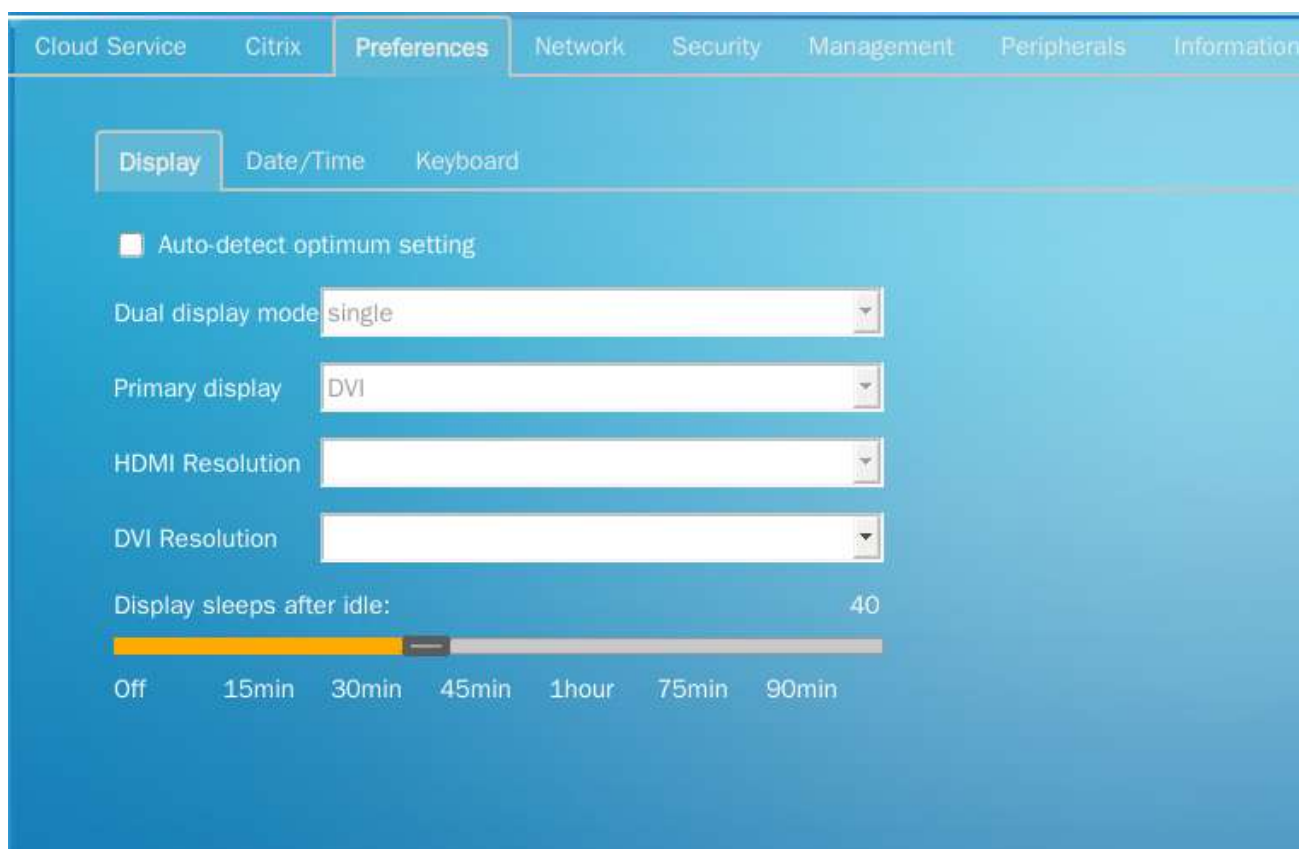 Cloud Service Citrix Preferences Network Security Management Peripherals Information
Display Date/Time Keyboard
Auto-detect optimum setting
Dual display mode single
Primary display DVI
HDMI Resolution
DVI Resolution
Display sleeps after idle: 40
Off 15min 30min 45min 1hour 75min 90min